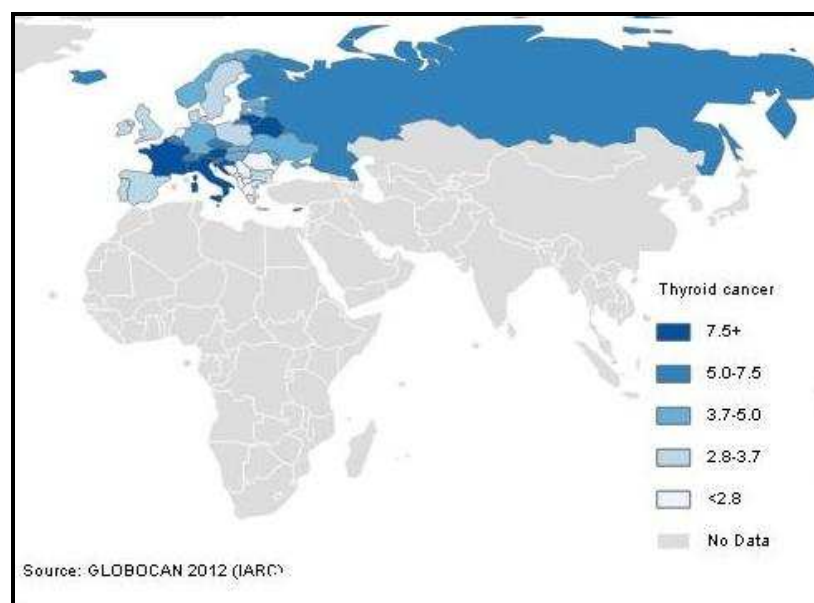 Thyroid cancer
7.5+
5.0-7.5
3.7-5.0
2.8-3.7
<2.8
No Data
Source: GLOBOCAN 2012 (IARC)